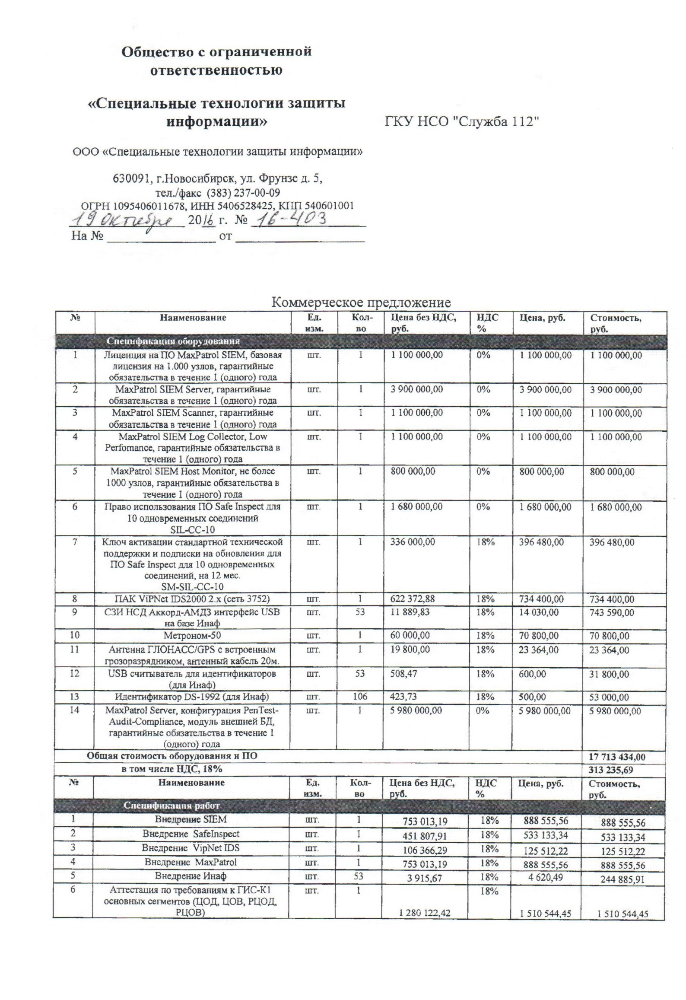 Общество с ограниченной
ответственностью
«Специальные технологии защиты
информации»
ГКУ НСО "Служба 112"
ООО «Специальные технологии защиты информации»
630091, г.Новосибирск, ул. Фрунзе д. 5,
тел./факс (383) 237-00-09
ОГРН 1095406011678, ИНН 5406528425, КПП 540601001
19 октября 2016 г. № 16-403
На № ____________ от ____________
Коммерческое предложение
№ Наименование Ед. Кол- Цена без НДС, НДС Цена, руб. Стоимость,
изм. во руб. % руб.
Спецификация оборудования
1 Лиценция на ПО MaxPatrol SIEM, базовая шт. 1 1 100 000,00 0% 1 100 000,00 1 100 000,00
лицензия на 1.000 узлов, гарантийные
обязательства в течение 1 (одного) года
2 MaxPatrol SIEM Server, гарантийные шт. 1 3 900 000,00 0% 3 900 000,00 3 900 000,00
обязательства в течение 1 (одного) года
3 MaxPatrol SIEM Scanner, гарантийные шт. 1 1 100 000,00 0% 1 100 000,00 1 100 000,00
обязательства в течение 1 (одного) года
4 MaxPatrol SIEM Log Collector, Low шт. 1 1 100 000,00 0% 1 100 000,00 1 100 000,00
Perfomance, гарантийные обязательства в
течение 1 (одного) года
5 MaxPatrol SIEM Host Monitor, не более шт. 1 800 000,00 0% 800 000,00 800 000,00
1000 узлов, гарантийные обязательства в
течение 1 (одного) года
6 Право использования ПО Safe Inspect для шт. 1 1 680 000,00 0% 1 680 000,00 1 680 000,00
10 одновременных соединений
SIL-CC-10
7 Ключ активации стандартной технической шт. 1 336 000,00 18% 396 480,00 396 480,00
поддержки и подписки на обновления для
ПО Safe Inspect для 10 одновременных
соединений, на 12 мес.
SM-SIL-CC-10
8 ПАК ViPNet IDS2000 2.x (сеть 3752) шт. 1 622 372,88 18% 734 400,00 734 400,00
9 СЗИ НСД Аккорд-АМДЗ интерфейс USB шт. 53 11 889,83 18% 14 030,00 743 590,00
на базе Инаф
10 Метроном-50 шт. 1 60 000,00 18% 70 800,00 70 800,00
11 Антенна ГЛОНАСС/GPS с встроенным шт. 1 19 800,00 18% 23 364,00 23 364,00
грозоразрядником, антенный кабель 20м.
12 USB считыватель для идентификаторов шт. 53 508,47 18% 600,00 31 800,00
(для Инаф)
13 Идентификатор DS-1992 (для Инаф) шт. 106 423,73 18% 500,00 53 000,00
14 MaxPatrol Server, конфигурация PenTest- шт. 1 5 980 000,00 0% 5 980 000,00 5 980 000,00
Audit-Compliance, модуль внешней БД,
гарантийные обязательства в течение 1
(одного) года
Общая стоимость оборудования и ПО 17 713 434,00
в том числе НДС, 18% 313 235,69
№ Наименование Ед. Кол- Цена без НДС, НДС Цена, руб. Стоимость,
изм. во руб. % руб.
Спецификация работ
1 Внедрение SIEM шт. 1 753 013,19 18% 888 555,56 888 555,56
2 Внедрение SafeInspect шт. 1 451 807,91 18% 533 133,34 533 133,34
3 Внедрение VipNet IDS шт. 1 106 366,29 18% 125 512,22 125 512,22
4 Внедрение MaxPatrol шт. 1 753 013,19 18% 888 555,56 888 555,56
5 Внедрение Инаф шт. 53 3 915,67 18% 4 620,49 244 885,91
6 Аттестация по требованиям к ГИС-К1 шт. 1 18%
основных сегментов (ЦОД, ЦОВ, РЦОД,
РЦОВ) 1 280 122,42 1 510 544,45 1 510 544,45